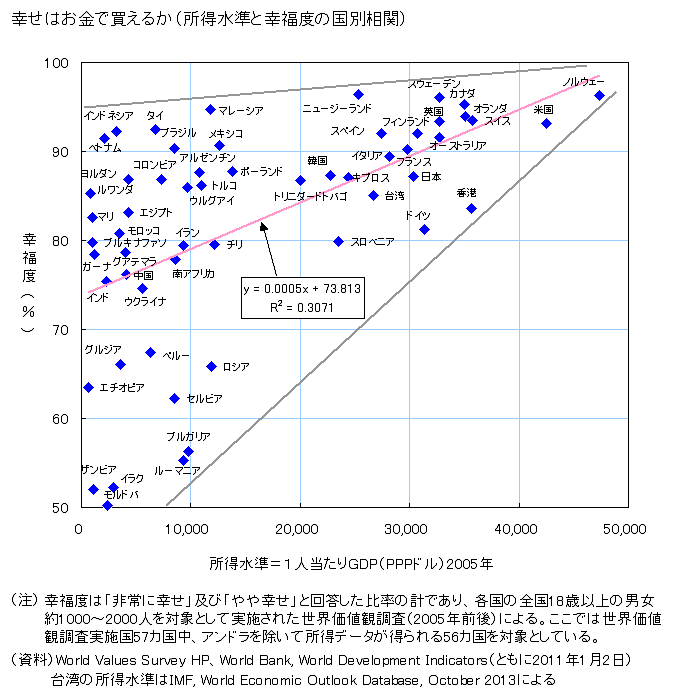 幸せはお金で買えるか（所得水準と幸福度の国別相関）
100
90
80
70
60
50
幸福度（％）
スウェーデン
ノルウェー
カナダ
ニュージーランド
マレーシア
オランダ
インドネシア
タイ
米国
英国
スイス
フィンランド
スペイン
ブラジル
メキシコ
ベトナム
オーストラリア
アルゼンチン
イタリア
フランス
韓国
コロンビア
ポーランド
ヨルダン
キプロス
日本
トルコ
ルワンダ
トリニダードトバゴ
台湾
香港
ウルグアイ
マリ
エジプト
ドイツ
モロッコ
イラン
ブルキナファソ
チリ
スロベニア
グアテマラ
ガーナ
中国
南アフリカ
インド
ウクライナ
y = 0.0005x + 73.813
R² = 0.3071
グルジア
ペルー
ロシア
エチオピア
セルビア
ブルガリア
ルーマニア
ザンビア
イラク
モルドバ
0
10,000
20,000
30,000
40,000
50,000
所得水準＝１人当たりGDP（PPPドル）2005年
（注）幸福度は「非常に幸せ」及び「やや幸せ」と回答した比率の計であり、各国の全国18歳以上の男女
約1000～2000人を対象として実施された世界価値観調査（2005年前後）による。ここでは世界価値
観調査実施国57カ国中、アンドラを除いて所得データが得られる56カ国を対象としている。
（資料）World Values Survey HP、World Bank, World Development Indicators（ともに2011年1月2日）
台湾の所得水準はIMF, World Economic Outlook Database, October 2013による